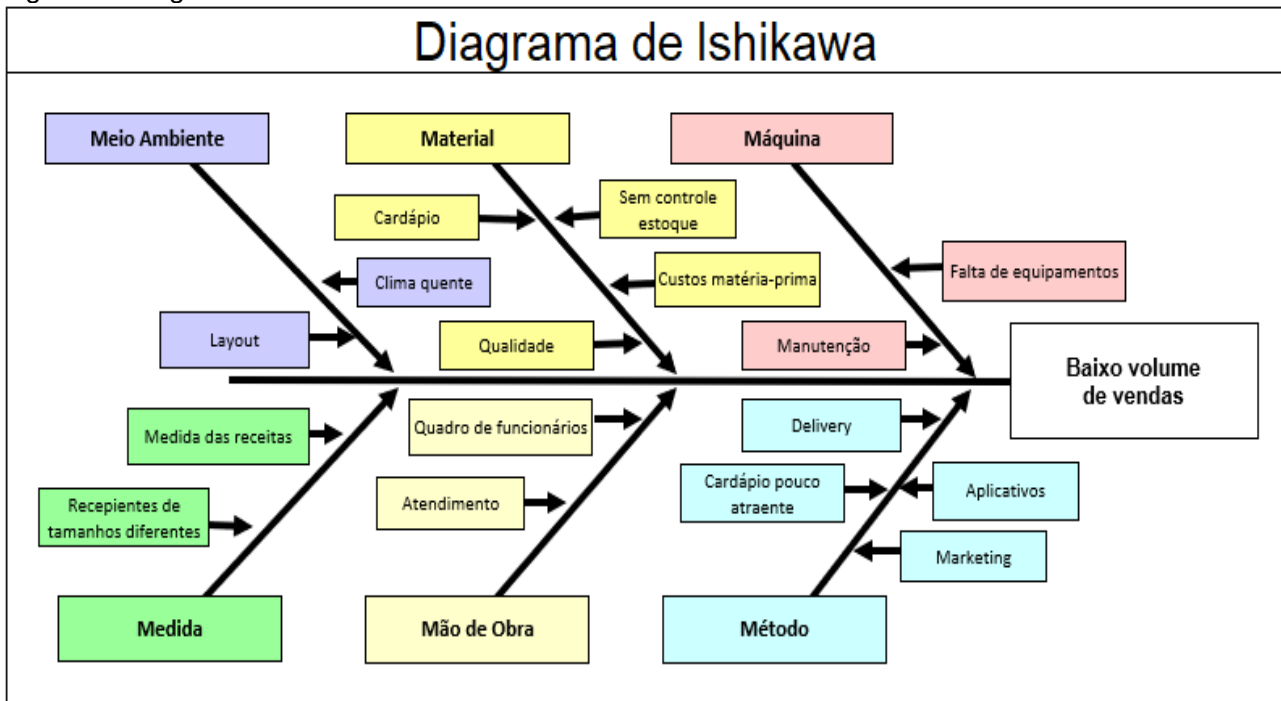 Diagrama de Ishikawa
Meio Ambiente
Material
Máquina
Cardápio
Sem controle
estoque
Clima quente
Custos matéria-prima
Falta de equipamentos
Layout
Qualidade
Manutenção
Baixo volume
de vendas
Medida das receitas
Quadro de funcionários
Delivery
Recepientes de
tamanhos diferentes
Atendimento
Cardápio pouco
atraente
Aplicativos
Marketing
Medida
Mão de Obra
Método